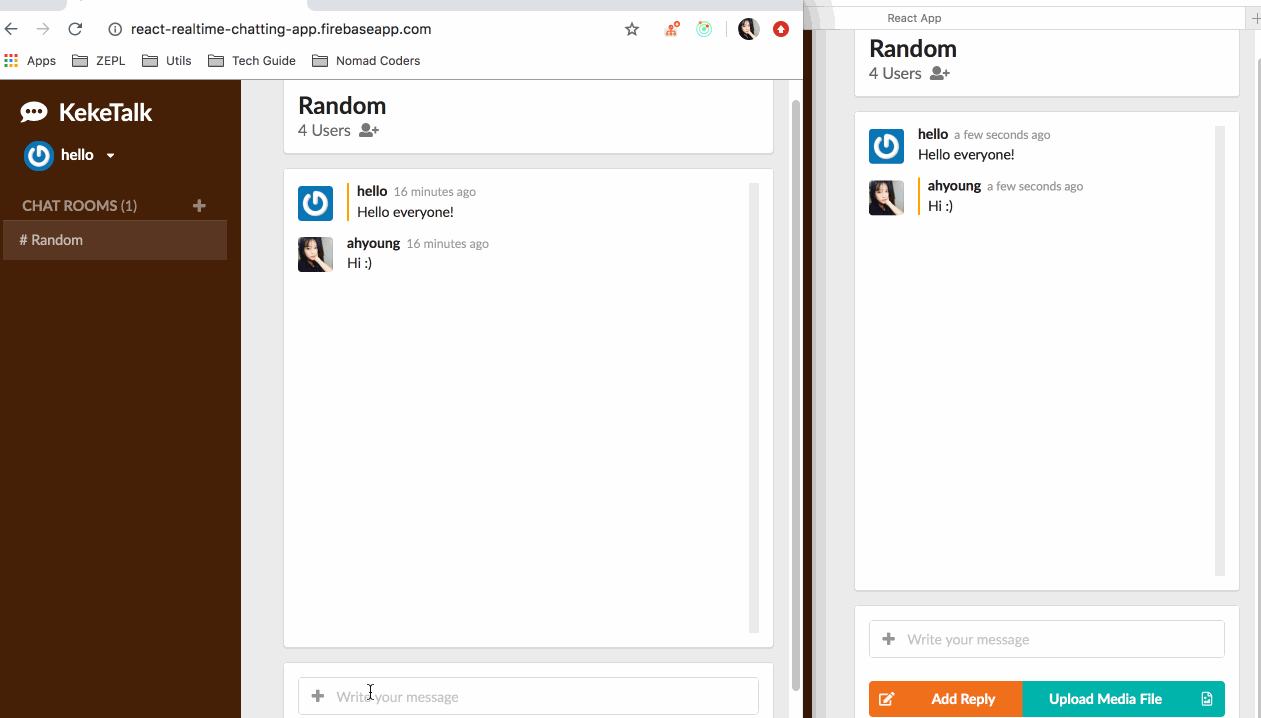 react-realtime-chatting-app.firebaseapp.com
Apps ZEPL Utils Tech Guide Nomad Coders
KekeTalk
hello
CHAT ROOMS (1)
# Random
Random
4 Users
hello 16 minutes ago
Hello everyone!
ahyoung 16 minutes ago
Hi :)
Write your message
React App
Random
4 Users
hello a few seconds ago
Hello everyone!
ahyoung a few seconds ago
Hi :)
Write your message
Add Reply
Upload Media File